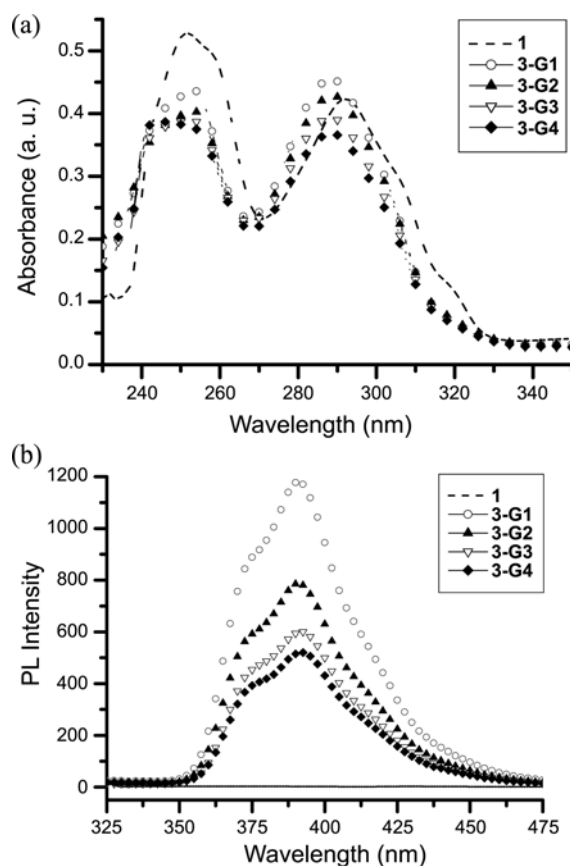 (a)
0.5
0.4
0.3
0.2
0.1
0.0
Absorbance (a. u.)
1
3-G1
3-G2
3-G3
3-G4
240 260 280 300 320 340
Wavelength (nm)
(b)
1200
1000
800
600
400
200
0
PL Intensity
1
3-G1
3-G2
3-G3
3-G4
325 350 375 400 425 450 475
Wavelength (nm)